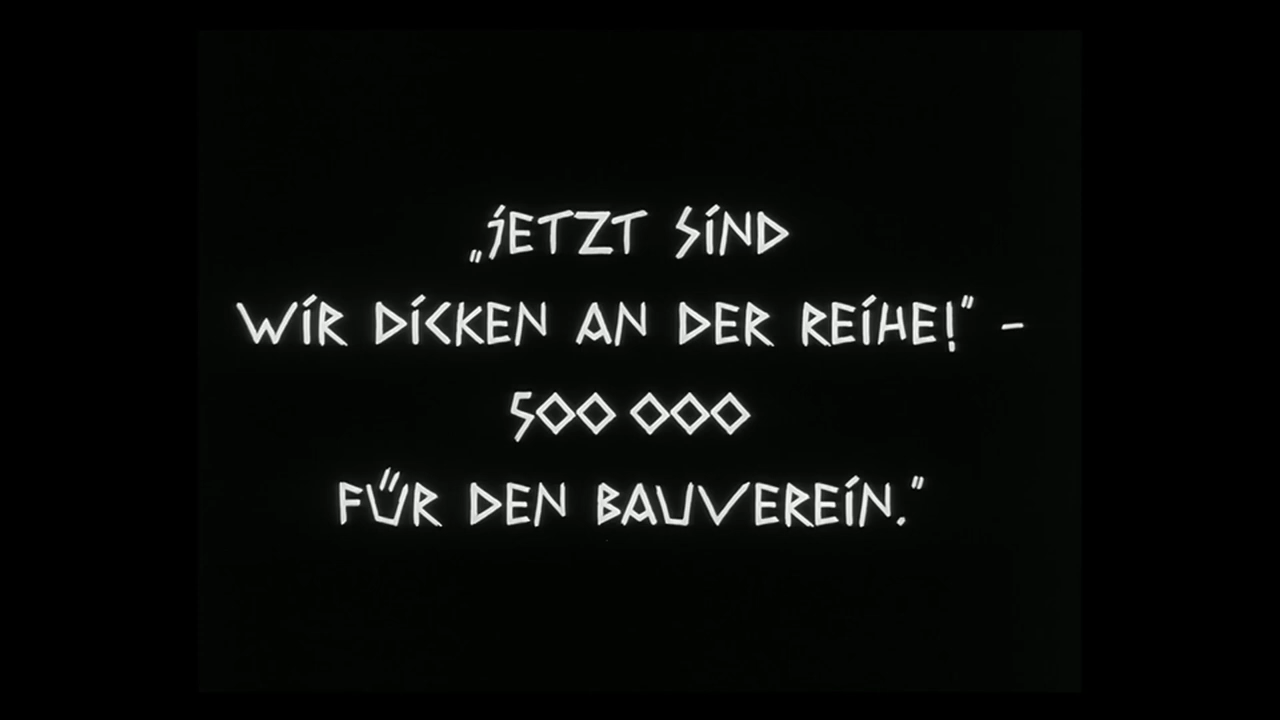 „JETZT SIND
WIR DICKEN AN DER REIHE!" –
500 000
FÜR DEN BAUVEREIN."